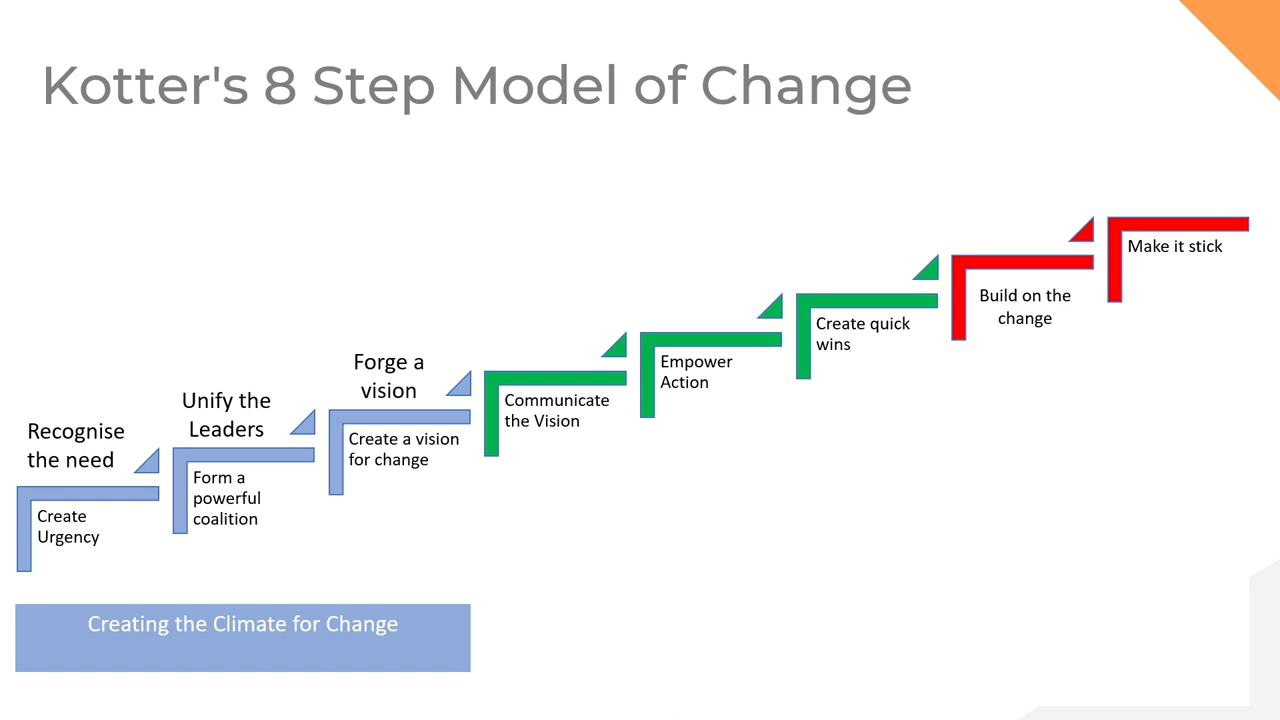 Kotter's 8 Step Model of Change
Recognise
the need
Create
Urgency
Unify the
Leaders
Form a
powerful
coalition
Forge a
vision
Create a vision
for change
Communicate
the Vision
Empower
Action
Create quick
wins
Build on the
change
Make it stick
Creating the Climate for Change